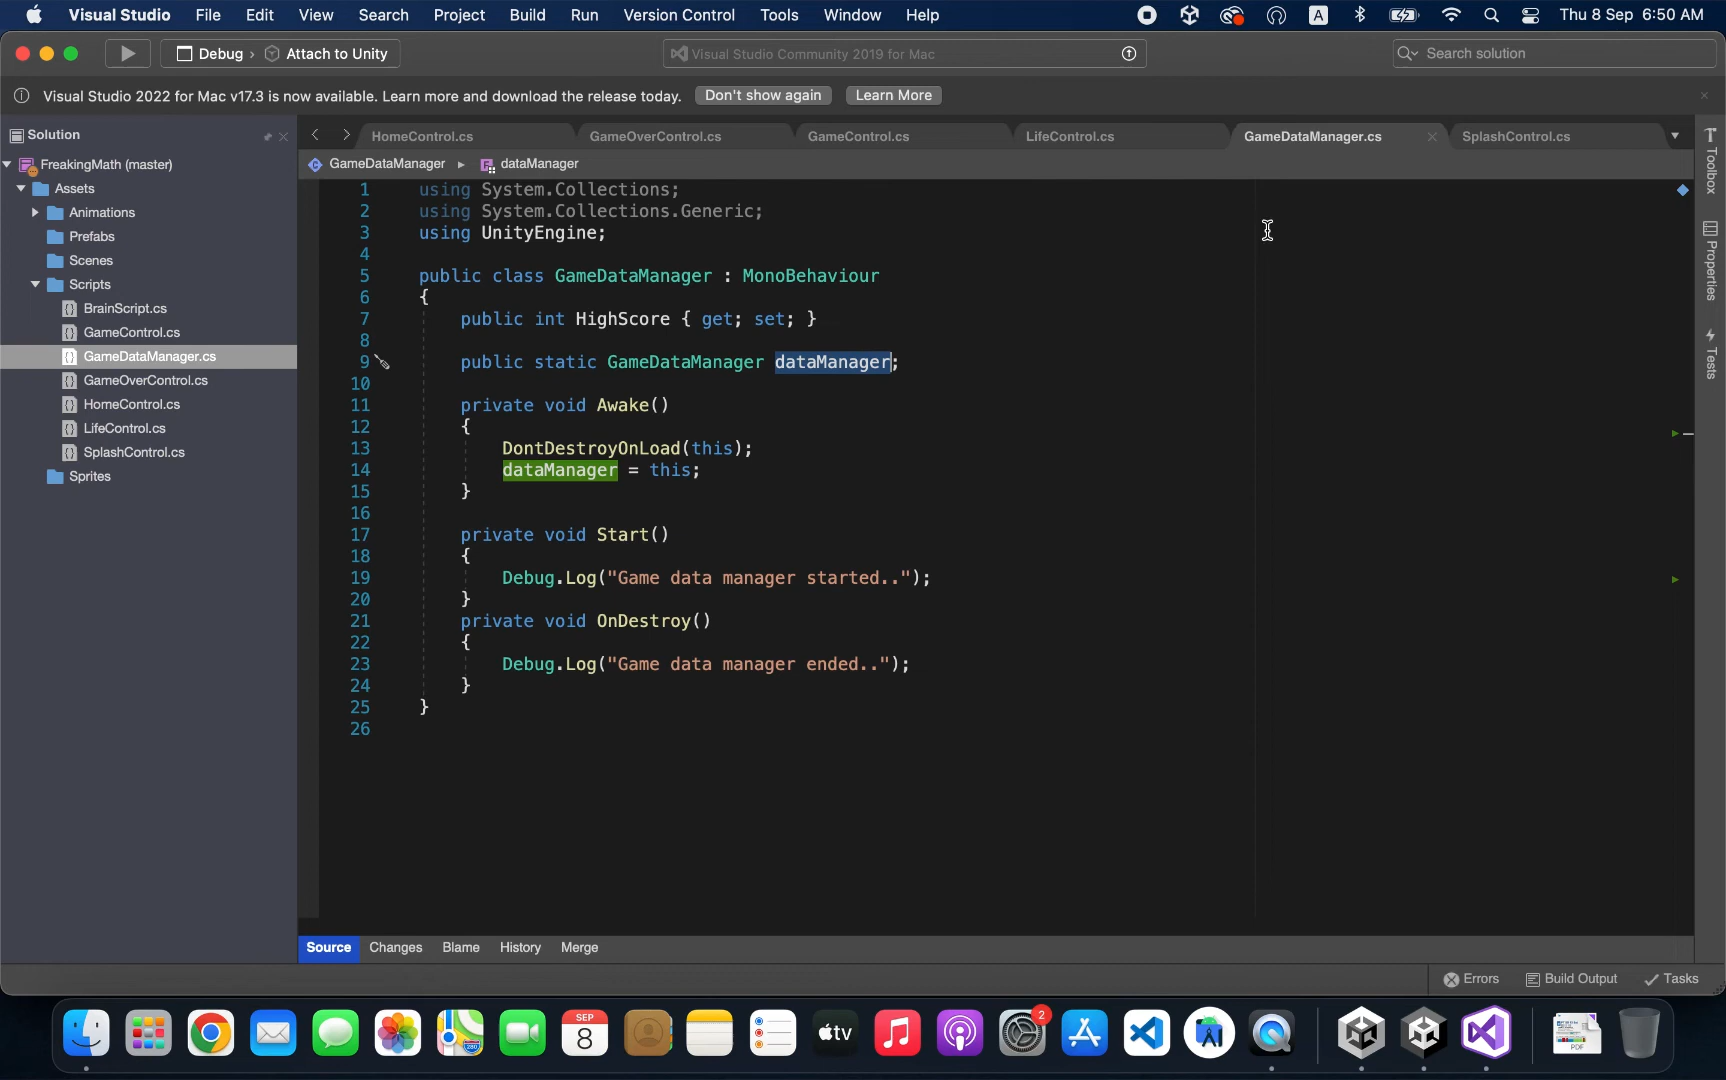 Visual Studio File Edit View Search Project Build Run Version Control Tools Window Help A Thu 8 Sep 6:50 AM
Debug › Attach to Unity Visual Studio Community 2019 for Mac Search solution
Visual Studio 2022 for Mac v17.3 is now available. Learn more and download the release today. Don't show again Learn More
Solution HomeControl.cs GameOverControl.cs GameControl.cs LifeControl.cs GameDataManager.cs SplashControl.cs
GameDataManager dataManager
FreakingMath (master)
Assets
Animations
Prefabs
Scenes
Scripts
BrainScript.cs
GameControl.cs
GameDataManager.cs
GameOverControl.cs
HomeControl.cs
LifeControl.cs
SplashControl.cs
Sprites
1 using System.Collections;
2 using System.Collections.Generic;
3 using UnityEngine;
4
5 public class GameDataManager : MonoBehaviour
6 {
7 public int HighScore { get; set; }
8
9 public static GameDataManager dataManager;
10
11 private void Awake()
12 {
13 DontDestroyOnLoad(this);
14 dataManager = this;
15 }
16
17 private void Start()
18 {
19 Debug.Log("Game data manager started..");
20 }
21 private void OnDestroy()
22 {
23 Debug.Log("Game data manager ended..");
24 }
25 }
26
Toolbox
Properties
Tests
Source Changes Blame History Merge
Errors Build Output Tasks
SEP
8
tv
2
PDF